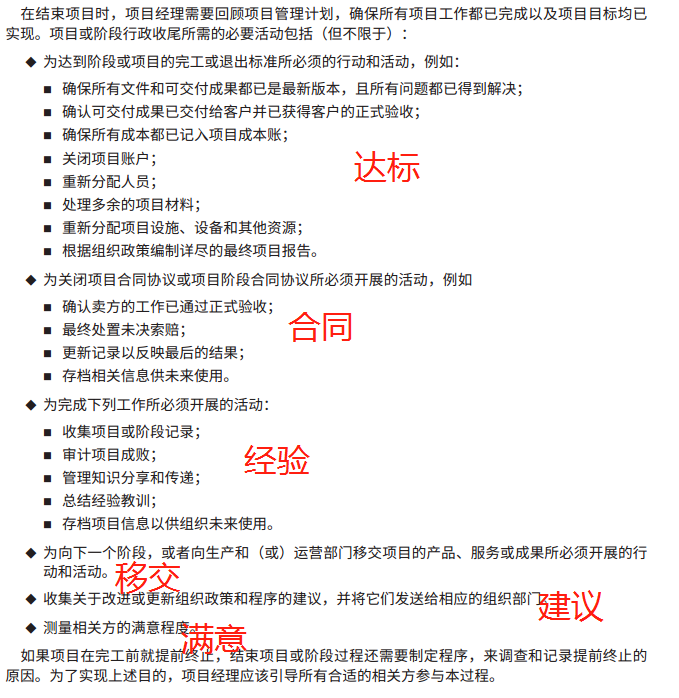 在结束项目时，项目经理需要回顾项目管理计划，确保所有项目工作都已完成以及项目目标均已
实现。项目或阶段行政收尾所需的必要活动包括（但不限于）：
◆ 为达到阶段或项目的完工或退出标准所必须的行动和活动，例如：
■ 确保所有文件和可交付成果都已是最新版本，且所有问题都已得到解决；
■ 确认可交付成果已交付给客户并已获得客户的正式验收；
■ 确保所有成本都已记入项目成本账；
■ 关闭项目账户；
达标
■ 重新分配人员；
■ 处理多余的项目材料；
■ 重新分配项目设施、设备和其他资源；
■ 根据组织政策编制详尽的最终项目报告。
◆ 为关闭项目合同协议或项目阶段合同协议所必须开展的活动，例如
■ 确认卖方的工作已通过正式验收；
合同
■ 最终处置未决索赔；
■ 更新记录以反映最后的结果；
■ 存档相关信息供未来使用。
◆ 为完成下列工作所必须开展的活动：
■ 收集项目或阶段记录；
■ 审计项目成败；
经验
■ 管理知识分享和传递；
■ 总结经验教训；
■ 存档项目信息以供组织未来使用。
◆ 为向下一个阶段，或者向生产和（或）运营部门移交项目的产品、服务或成果所必须开展的行
动和活动。
移交
◆ 收集关于改进或更新组织政策和程序的建议，并将它们发送给相应的组织部门
建议
◆ 测量相关方的满意程度
满意
如果项目在完工前就提前终止，结束项目或阶段过程还需要制定程序，来调查和记录提前终止的
原因。为了实现上述目的，项目经理应该引导所有合适的相关方参与本过程。